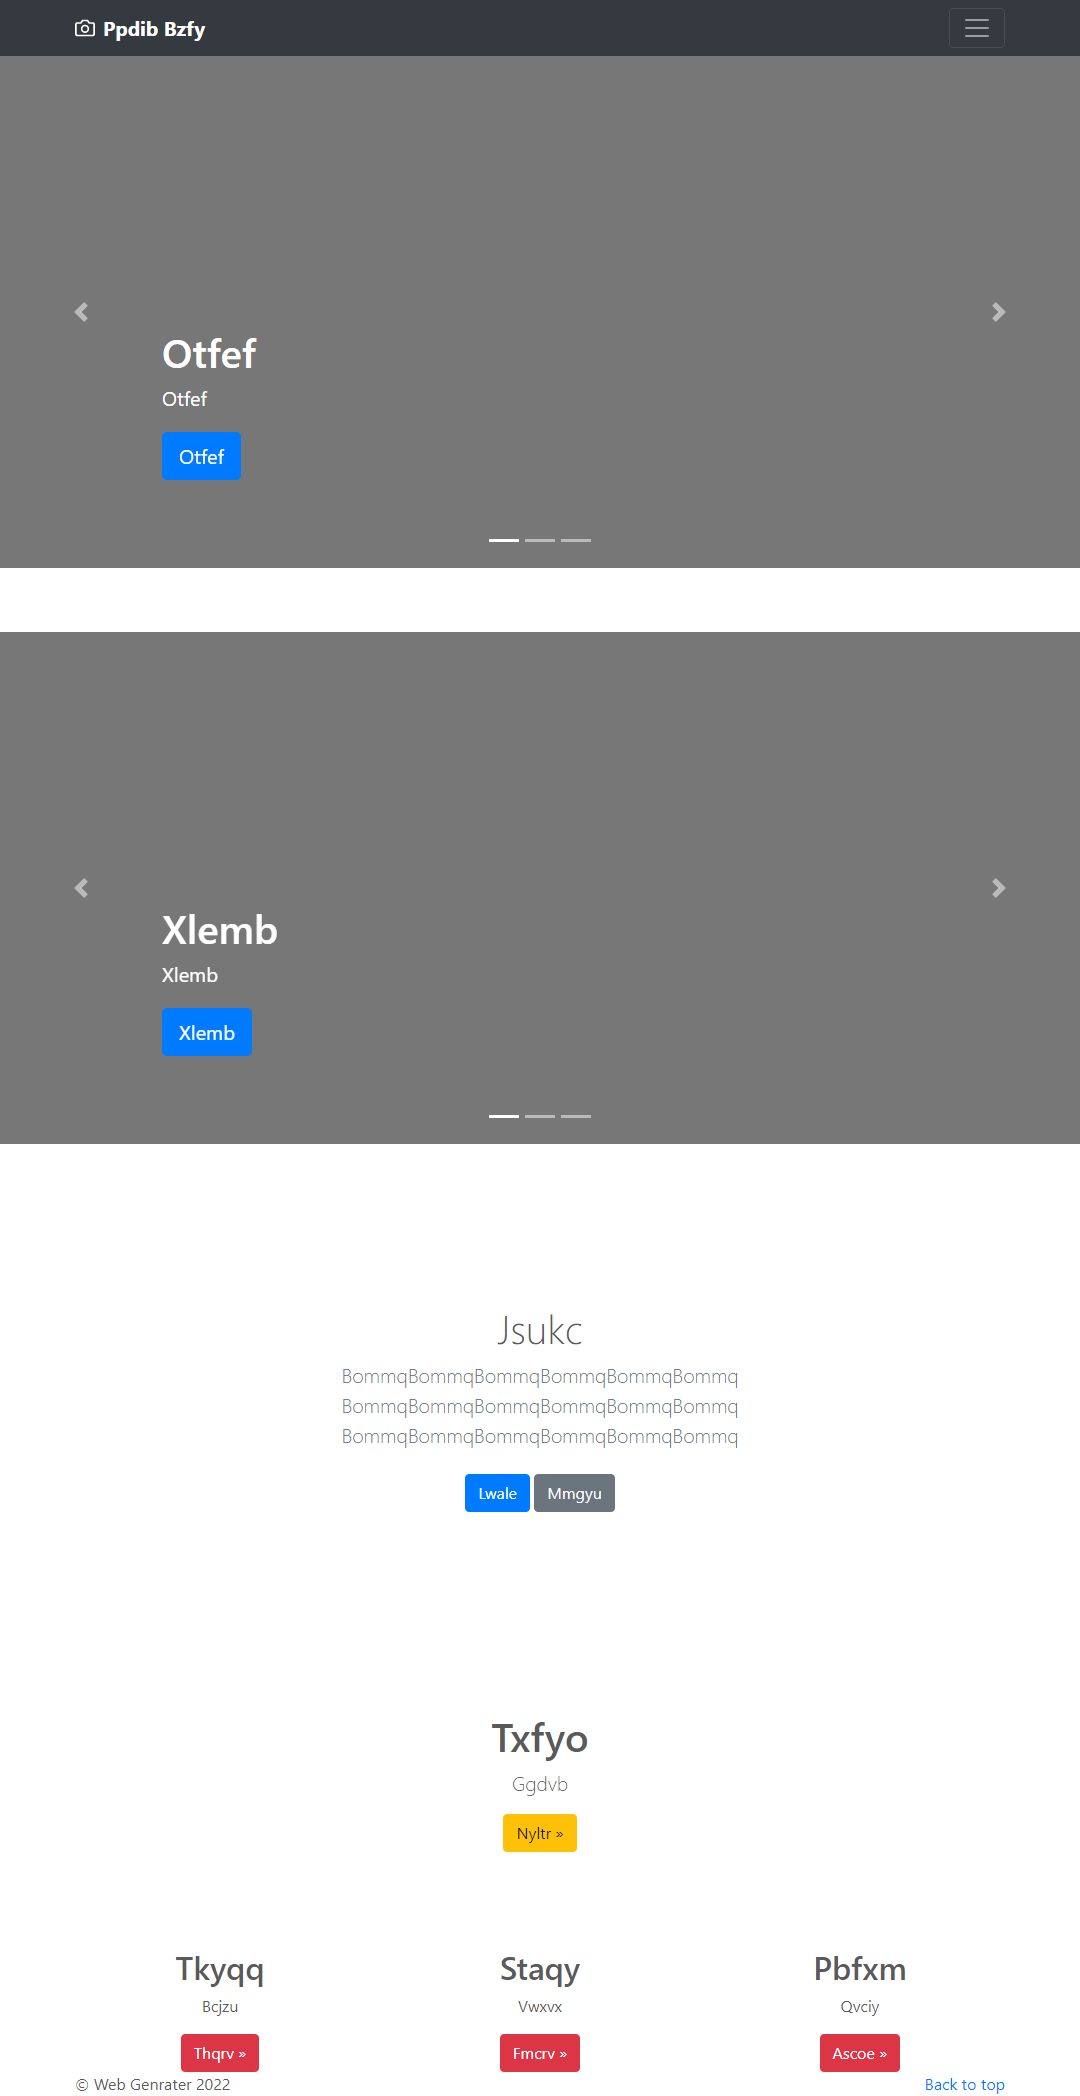 Ppdib Bzfy
Otfef
Otfef
Otfef
Xlemb
Xlemb
Xlemb
Jsukc
BommqBommqBommqBommqBommqBommq
BommqBommqBommqBommqBommqBommq
BommqBommqBommqBommqBommqBommq
Lwale Mmgyu
Txfyo
Ggdvb
Nyltr »
Tkyqq Staqy Pbfxm
Bcjzu Vwxvx Qvciy
Thqrv » Fmcrv » Ascoe »
© Web Genrater 2022 Back to top